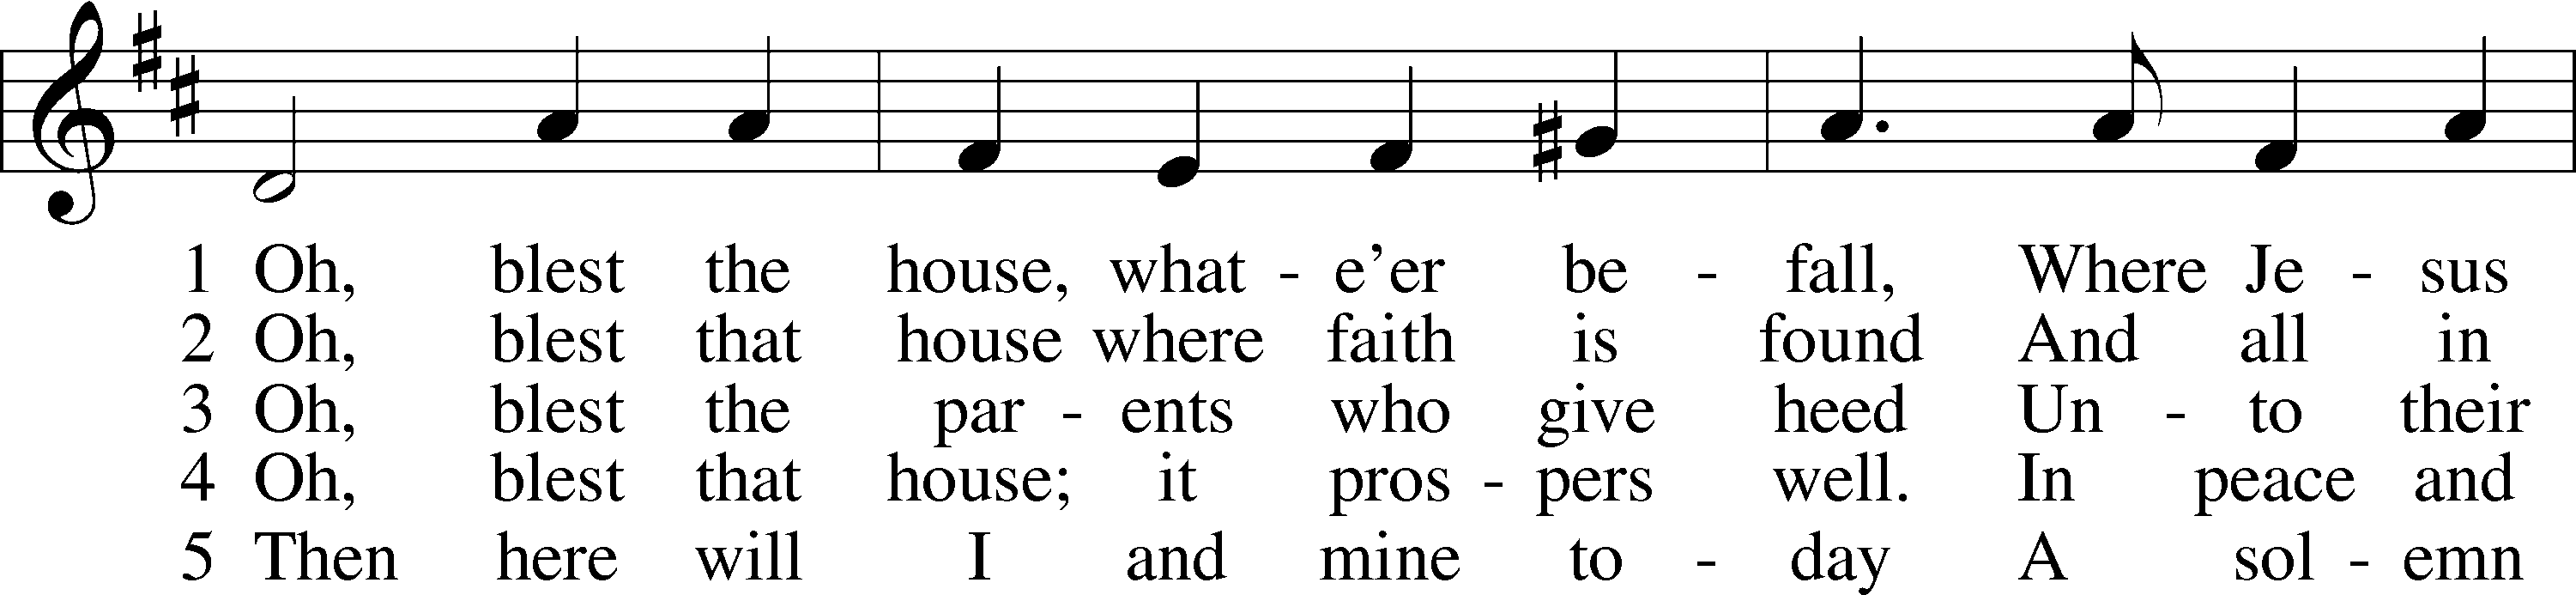 1 Oh, blest the house, what - e’er be - fall, Where Je - sus
2 Oh, blest that house where faith is found And all in
3 Oh, blest the par - ents who give heed Un - to their
4 Oh, blest that house; it pros - pers well. In peace and
5 Then here will I and mine to - day A sol - emn